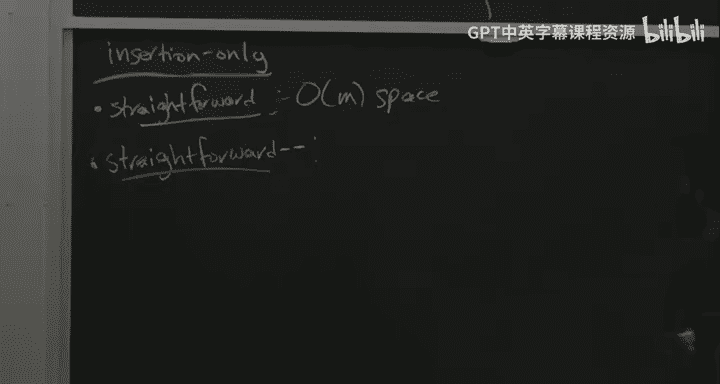 GPT中英字幕课程资源 bilibili
insertion-only
• straightforward :- O(m) space
• straightforward-- :